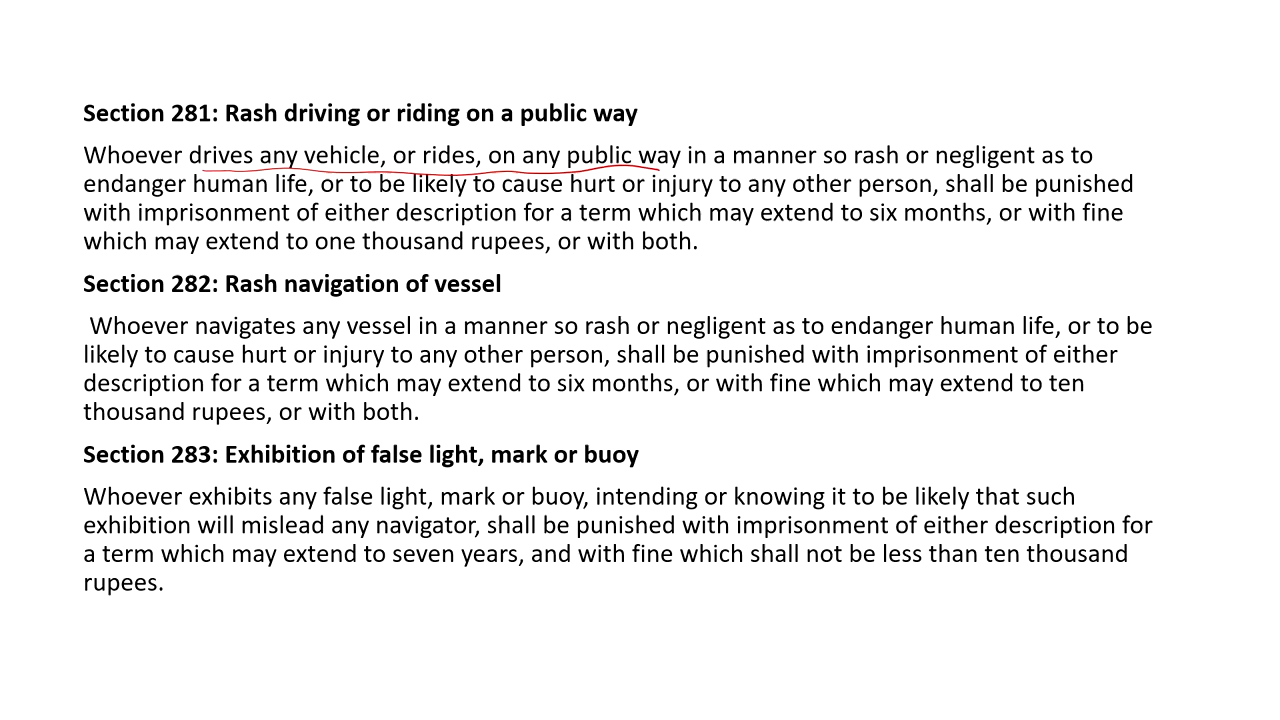 Section 281: Rash driving or riding on a public way
Whoever drives any vehicle, or rides, on any public way in a manner so rash or negligent as to
endanger human life, or to be likely to cause hurt or injury to any other person, shall be punished
with imprisonment of either description for a term which may extend to six months, or with fine
which may extend to one thousand rupees, or with both.
Section 282: Rash navigation of vessel
Whoever navigates any vessel in a manner so rash or negligent as to endanger human life, or to be
likely to cause hurt or injury to any other person, shall be punished with imprisonment of either
description for a term which may extend to six months, or with fine which may extend to ten
thousand rupees, or with both.
Section 283: Exhibition of false light, mark or buoy
Whoever exhibits any false light, mark or buoy, intending or knowing it to be likely that such
exhibition will mislead any navigator, shall be punished with imprisonment of either description for
a term which may extend to seven years, and with fine which shall not be less than ten thousand
rupees.